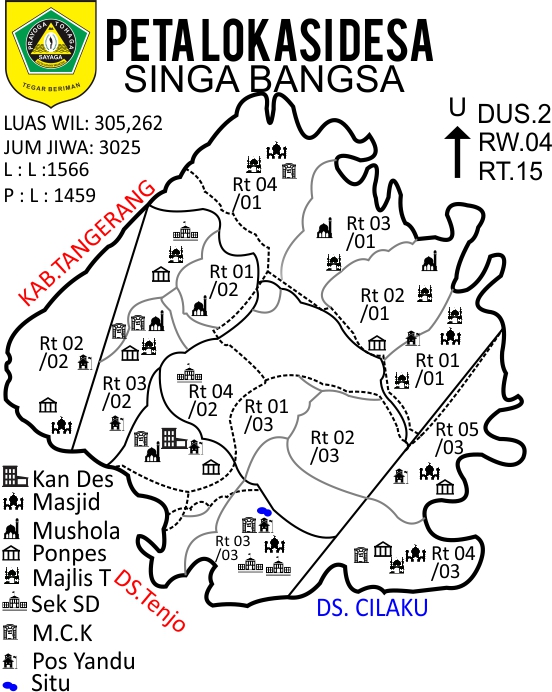 PRAYOGA TOHAGA
SAYAGA
TEGAR BERIMAN
PETA LOKASI DESA
SINGA BANGSA
LUAS WIL: 305,262
JUM JIWA: 3025
L : L :1566
P : L : 1459
U
DUS.2
RW.04
RT.15
KAB.TANGERANG
Rt 04
/01
Rt 03
/01
Rt 01
/02
Rt 02
/01
Rt 02
/02
Rt 01
/01
Rt 03
/02
Rt 04
/02
Rt 01
/03
Rt 02
/03
Rt 05
/03
Rt 03
/03
Rt 04
/03
Kan Des
Masjid
Mushola
Ponpes
Majlis T
Sek SD
M.C.K
Pos Yandu
Situ
DS.Tenjo
DS. CILAKU